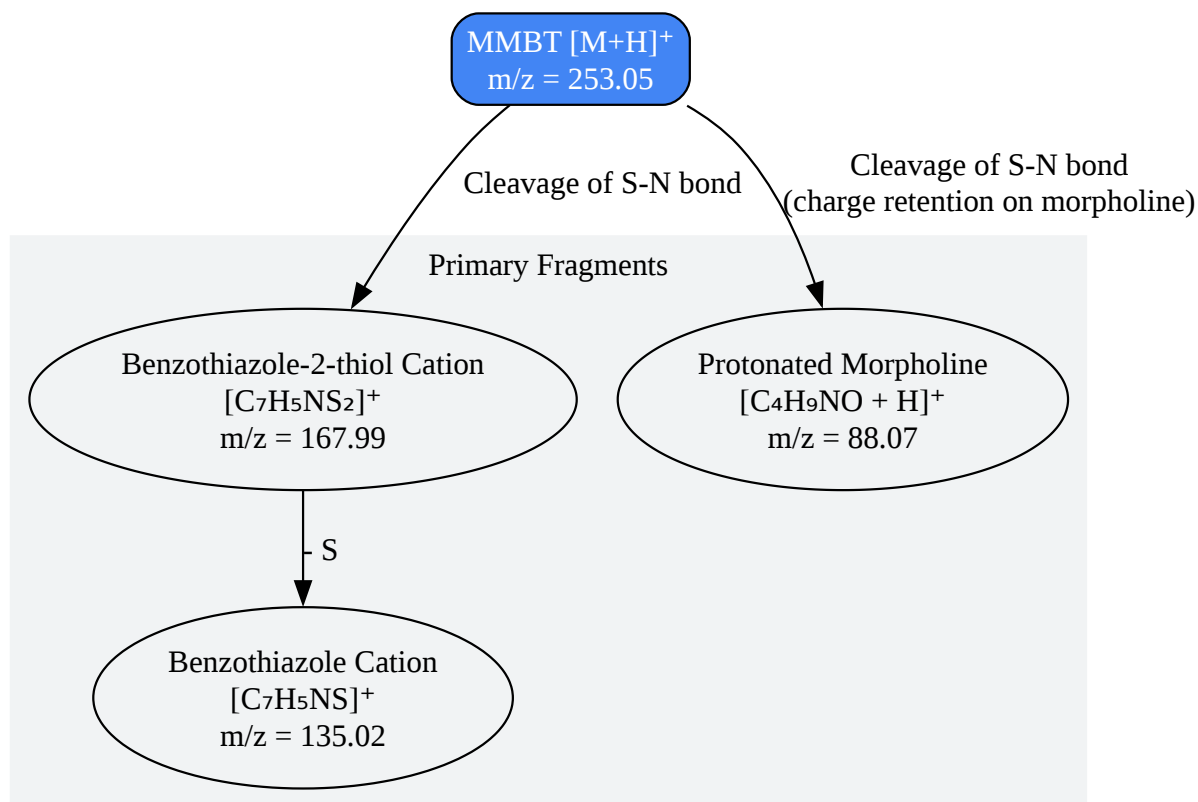 MMBT [M+H]⁺
m/z = 253.05
Cleavage of S-N bond
Cleavage of S-N bond
(charge retention on morpholine)
Primary Fragments
Benzothiazole-2-thiol Cation
[C₇H₅NS₂]⁺
m/z = 167.99
Protonated Morpholine
[C₄H₉NO + H]⁺
m/z = 88.07
- S
Benzothiazole Cation
[C₇H₅NS]⁺
m/z = 135.02